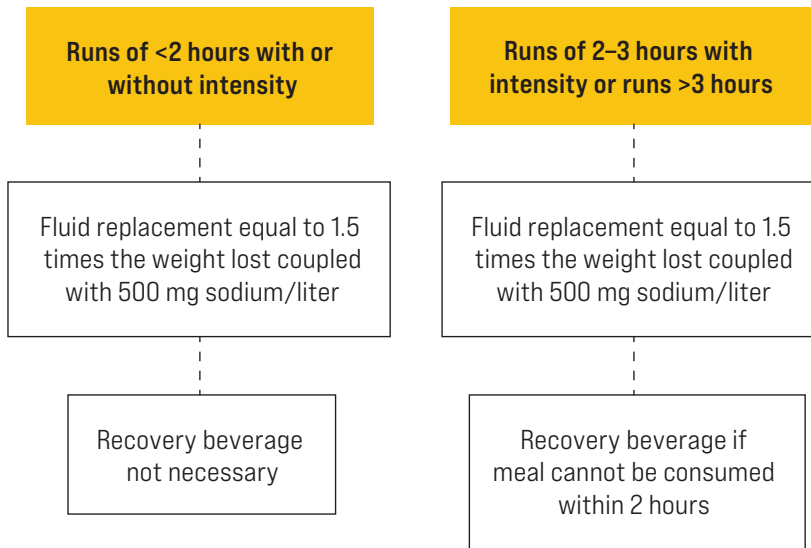 Runs of <2 hours with or
without intensity
Fluid replacement equal to 1.5
times the weight lost coupled
with 500 mg sodium/liter
Recovery beverage
not necessary
Runs of 2–3 hours with
intensity or runs >3 hours
Fluid replacement equal to 1.5
times the weight lost coupled
with 500 mg sodium/liter
Recovery beverage if
meal cannot be consumed
within 2 hours